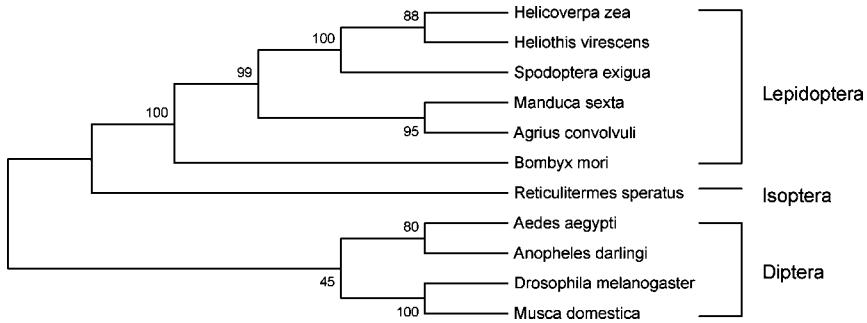 Helicoverpa zea
88
Heliothis virescens
100
Spodoptera exigua
99
Lepidoptera
Manduca sexta
100
95
Agrius convolvuli
Bombyx mori
Reticulitermes speratus
Isoptera
Aedes aegypti
80
Anopheles darlingi
Diptera
45
Drosophila melanogaster
100
Musca domestica